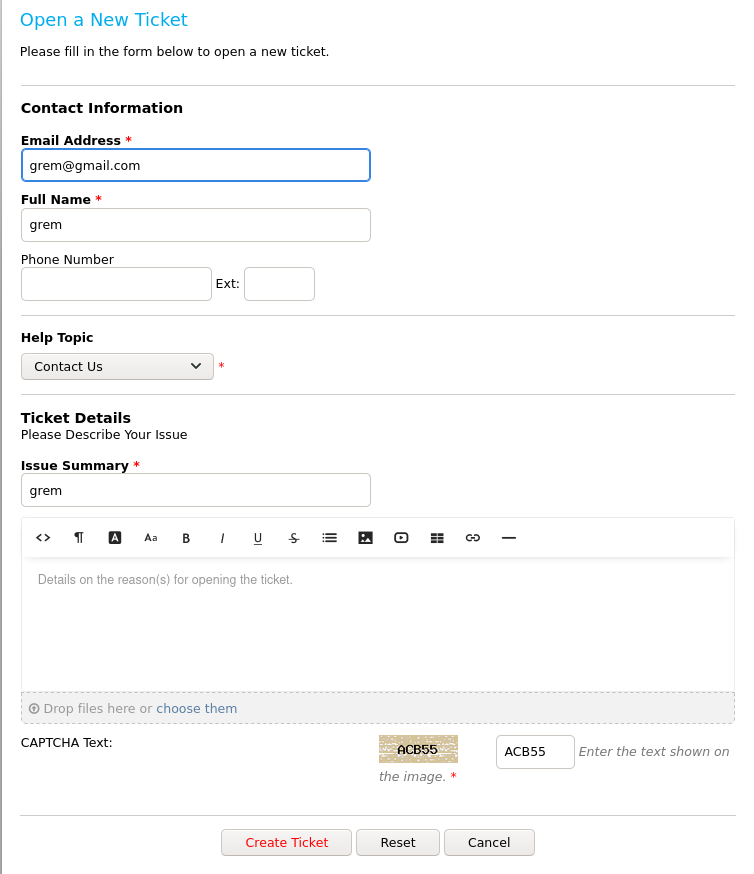 Open a New Ticket
Please fill in the form below to open a new ticket.
Contact Information
Email Address *
grem@gmail.com
Full Name *
grem
Phone Number
Ext:
Help Topic
Contact Us *
Ticket Details
Please Describe Your Issue
Issue Summary *
grem
<> ¶ A Aa B I U S
Details on the reason(s) for opening the ticket.
Drop files here or choose them
CAPTCHA Text: ACB55 ACB55 Enter the text shown on
the image. *
Create Ticket Reset Cancel